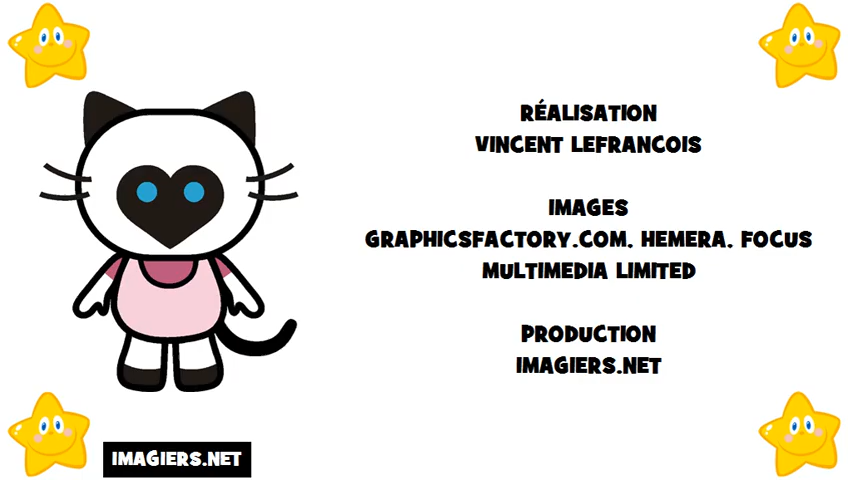 RÉALISATION
VINCENT LEFRANCOIS
IMAGES
GRAPHICSFACTORY.COM, HEMERA, FOCUS
MULTIMEDIA LIMITED
PRODUCTION
IMAGIERS.NET
IMAGIERS.NET